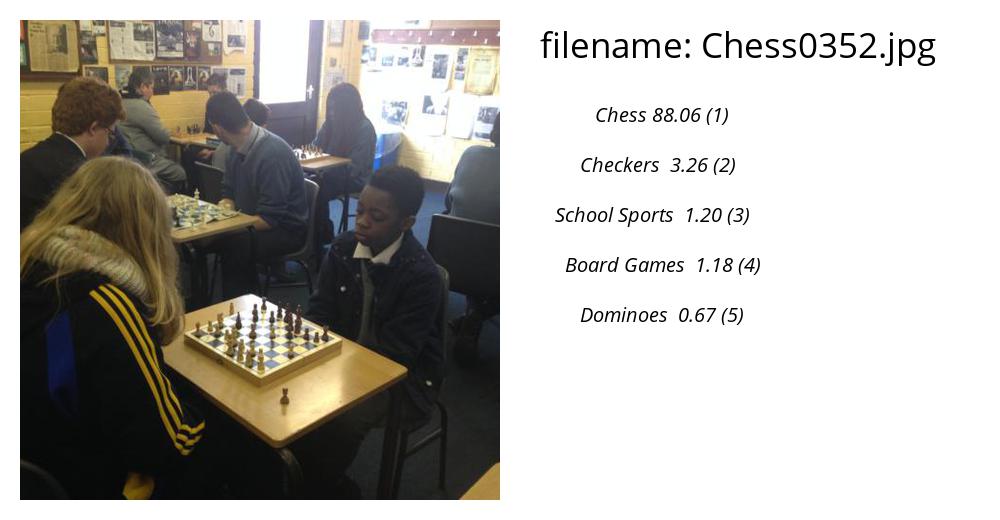 filename: Chess0352.jpg
Chess 88.06 (1)
Checkers 3.26 (2)
School Sports 1.20 (3)
Board Games 1.18 (4)
Dominoes 0.67 (5)